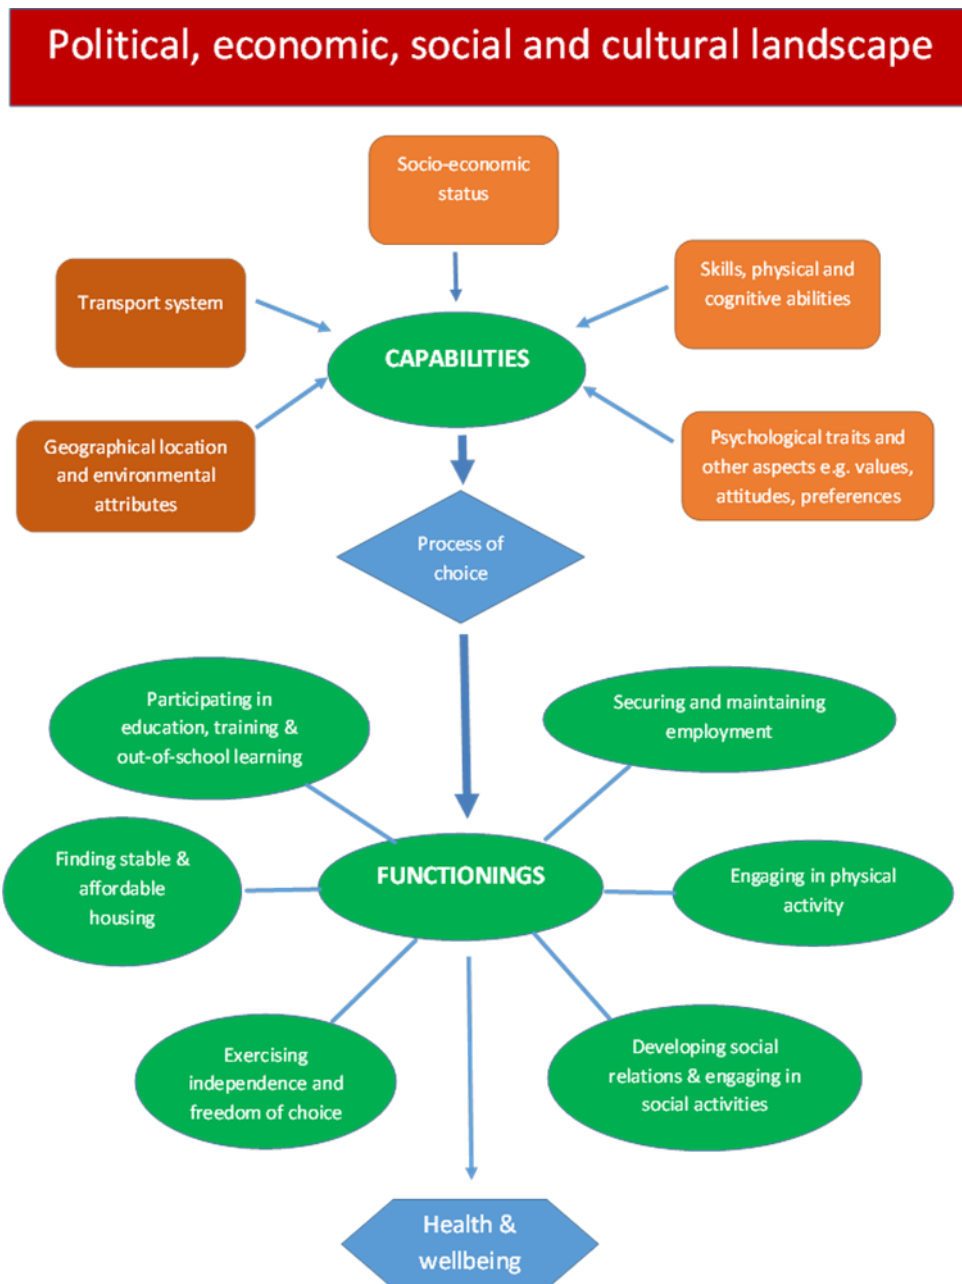 Political, economic, social and cultural landscape
Socio-economic
status
Transport system
Skills, physical and
cognitive abilities
CAPABILITIES
Geographical location
and environmental
attributes
Psychological traits and
other aspects e.g. values,
attitudes, preferences
Process of
choice
Participating in
education, training &
out-of-school learning
Securing and maintaining
employment
Finding stable &
affordable
housing
FUNCTIONINGS
Engaging in physical
activity
Exercising
independence and
freedom of choice
Developing social
relations & engaging in
social activities
Health &
wellbeing